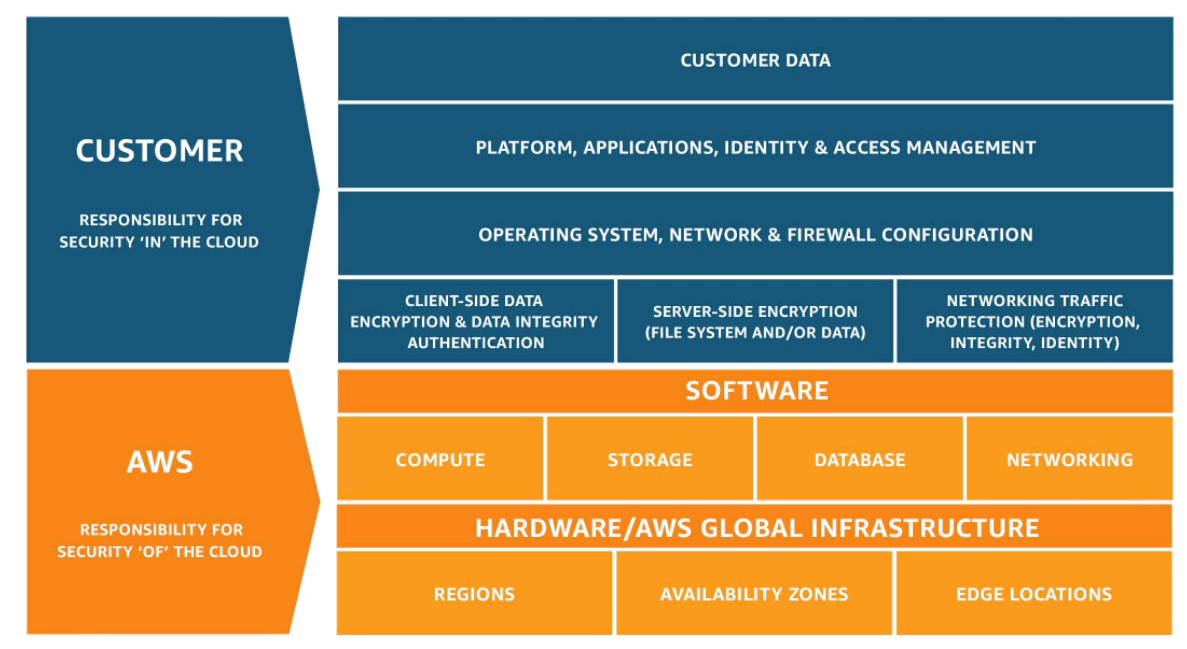 CUSTOMER
RESPONSIBILITY FOR
SECURITY ‘IN’ THE CLOUD
CUSTOMER DATA
PLATFORM, APPLICATIONS, IDENTITY & ACCESS MANAGEMENT
OPERATING SYSTEM, NETWORK & FIREWALL CONFIGURATION
CLIENT-SIDE DATA
ENCRYPTION & DATA INTEGRITY
AUTHENTICATION
SERVER-SIDE ENCRYPTION
(FILE SYSTEM AND/OR DATA)
NETWORKING TRAFFIC
PROTECTION (ENCRYPTION,
INTEGRITY, IDENTITY)
AWS
RESPONSIBILITY FOR
SECURITY ‘OF’ THE CLOUD
SOFTWARE
COMPUTE
STORAGE
DATABASE
NETWORKING
HARDWARE/AWS GLOBAL INFRASTRUCTURE
REGIONS
AVAILABILITY ZONES
EDGE LOCATIONS